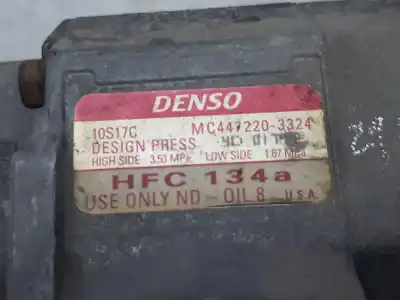 DENSO
10S17C MC447220-3324
DESIGN PRESS
HIGH SIDE 3.53 MPa LOW SIDE 1.67 MPa
HFC 134a
USE ONLY ND-OIL 8 U.S.A.